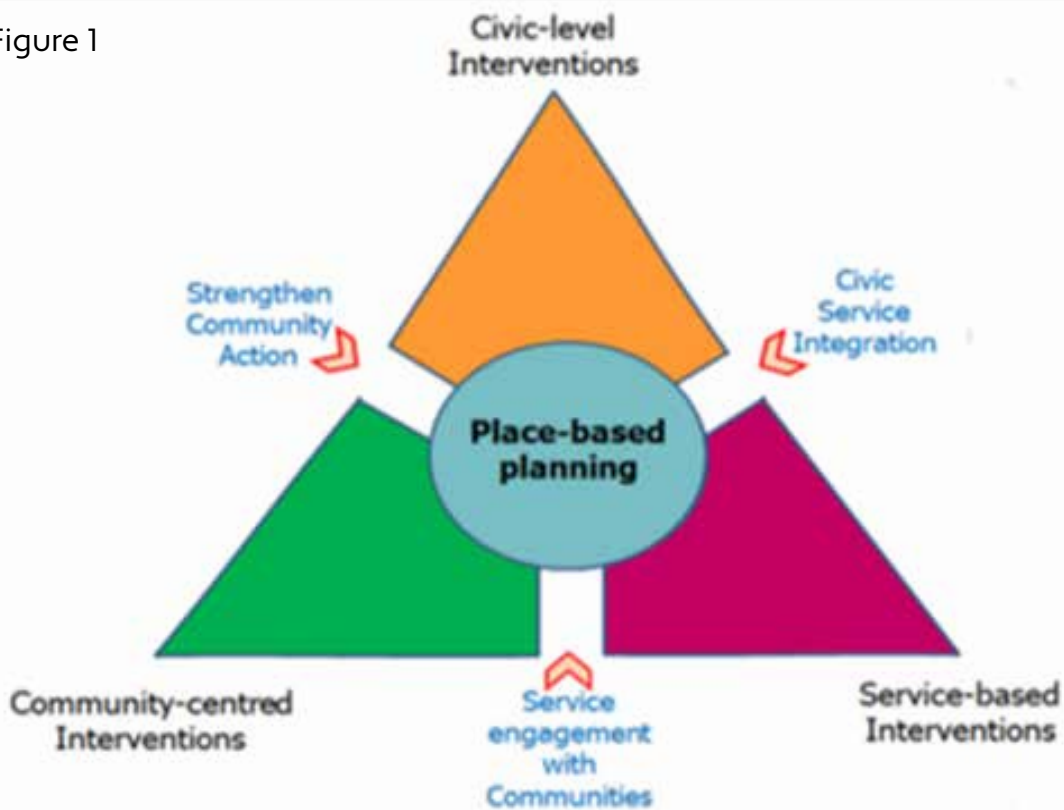 Figure 1
Civic-level
Interventions
Strengthen
Community
Action
Civic
Service
Integration
Place-based
planning
Community-centred
Interventions
Service
engagement
with
Communities
Service-based
Interventions